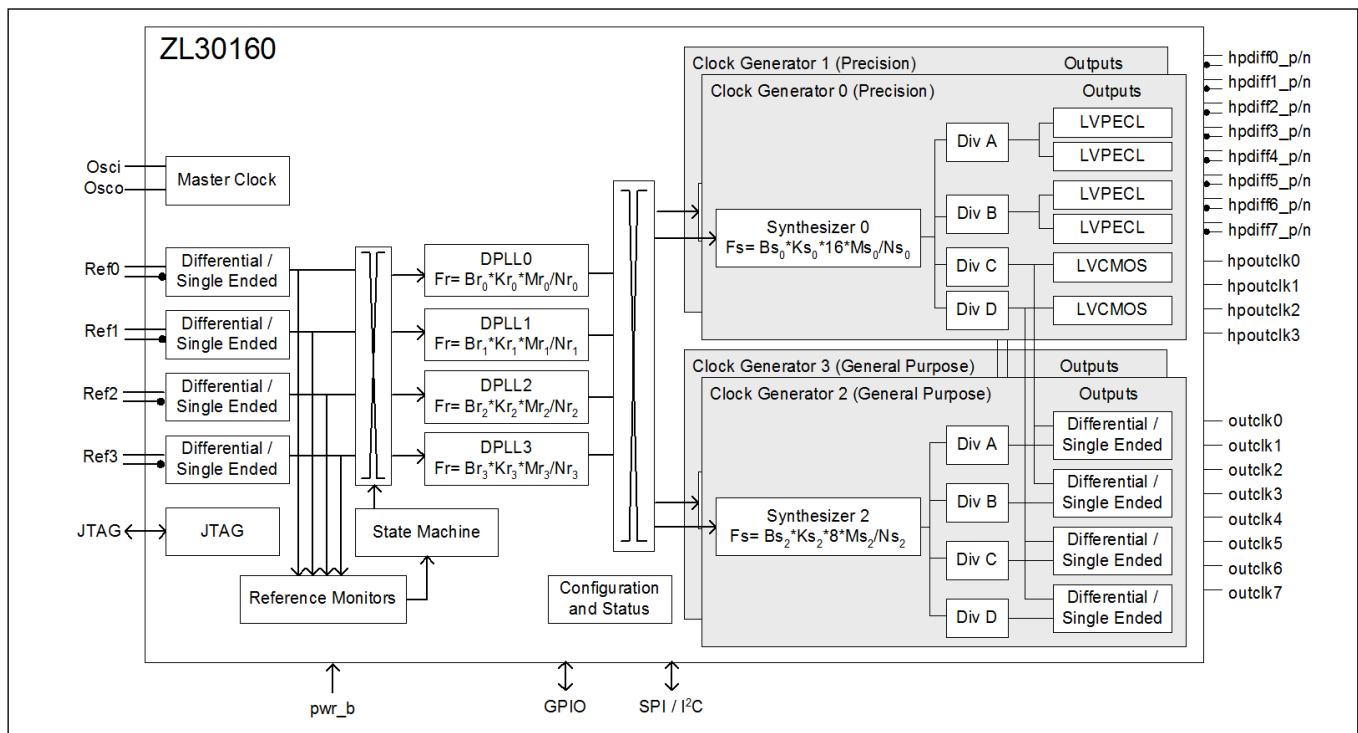 ZL30160
Osci
Osco
Master Clock
Ref0
Differential /
Single Ended
Ref1
Differential /
Single Ended
Ref2
Differential /
Single Ended
Ref3
Differential /
Single Ended
JTAG
JTAG
Reference Monitors
State Machine
DPLL0
Fr= Br₀*Kr₀*Mr₀/Nr₀
DPLL1
Fr= Br₁*Kr₁*Mr₁/Nr₁
DPLL2
Fr= Br₂*Kr₂*Mr₂/Nr₂
DPLL3
Fr= Br₃*Kr₃*Mr₃/Nr₃
Configuration
and Status
pwr_b
GPIO
SPI / I²C
Clock Generator 1 (Precision)
Outputs
Clock Generator 0 (Precision)
Outputs
Synthesizer 0
Fs= Bs₀*Ks₀*16*Ms₀/Ns₀
Div A
Div B
Div C
Div D
LVPECL
LVPECL
LVPECL
LVPECL
LVCMOS
LVCMOS
Clock Generator 3 (General Purpose)
Outputs
Clock Generator 2 (General Purpose)
Outputs
Synthesizer 2
Fs= Bs₂*Ks₂*8*Ms₂/Ns₂
Div A
Div B
Div C
Div D
Differential /
Single Ended
Differential /
Single Ended
Differential /
Single Ended
Differential /
Single Ended
hpdiff0_p/n
hpdiff1_p/n
hpdiff2_p/n
hpdiff3_p/n
hpdiff4_p/n
hpdiff5_p/n
hpdiff6_p/n
hpdiff7_p/n
hpoutclk0
hpoutclk1
hpoutclk2
hpoutclk3
outclk0
outclk1
outclk2
outclk3
outclk4
outclk5
outclk6
outclk7